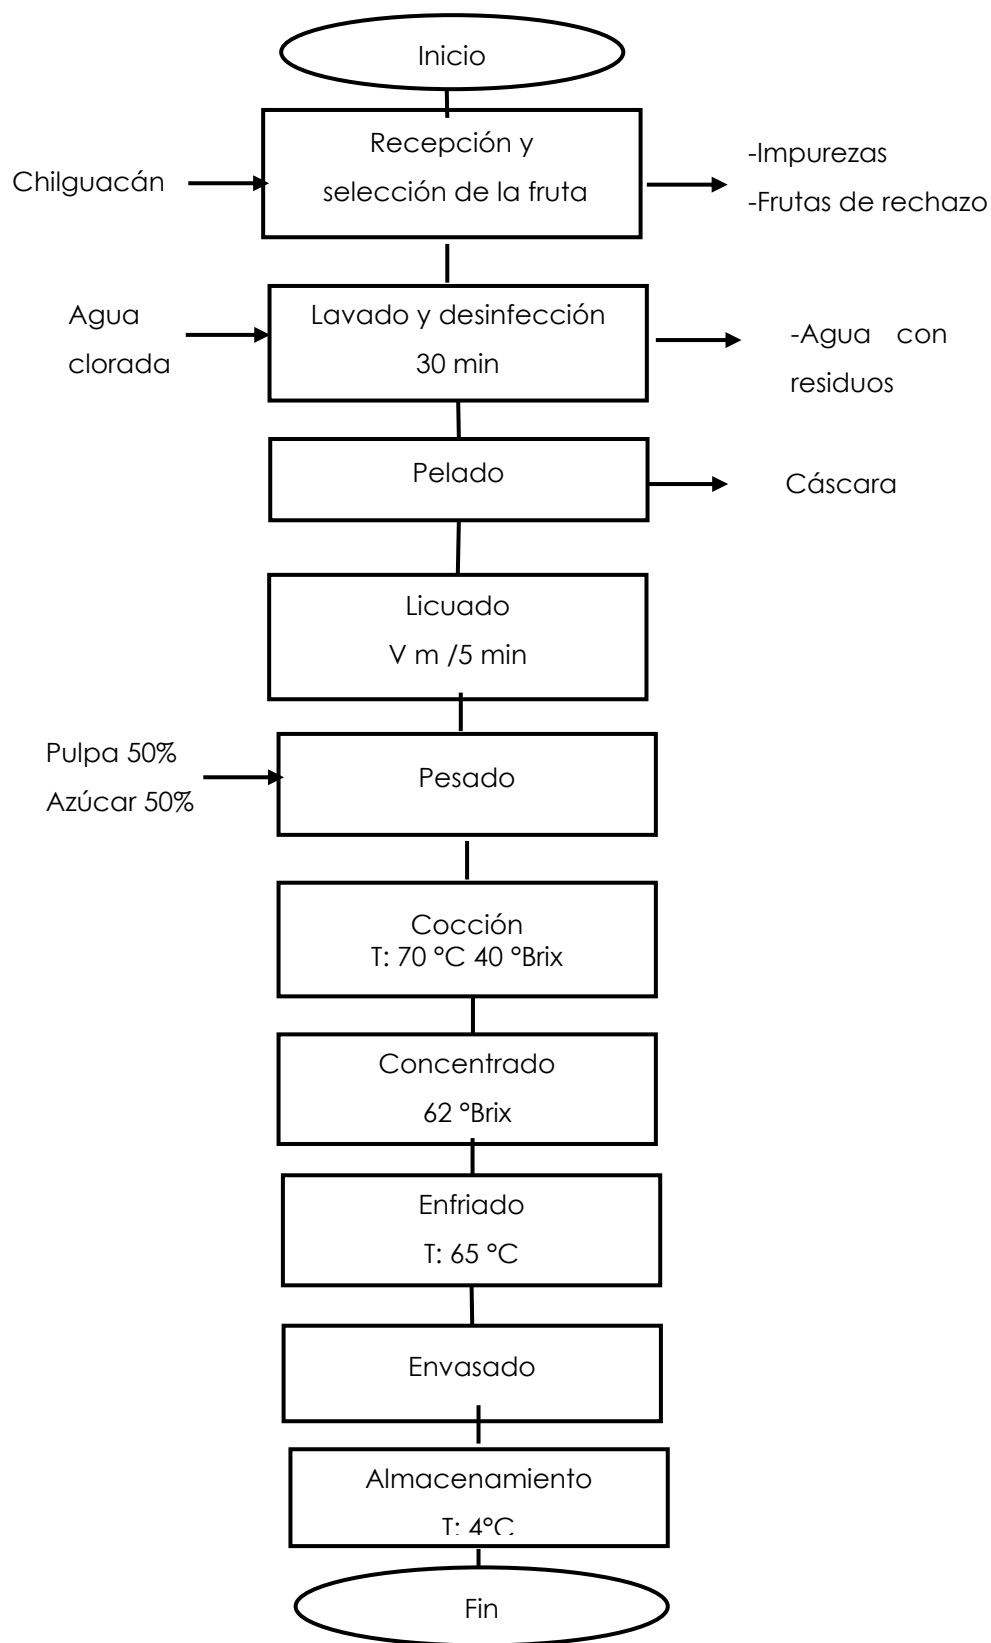 Inicio
Recepción y
selección de la fruta
Chilguacán
-Impurezas
-Frutas de rechazo
Lavado y desinfección
30 min
Agua
clorada
-Agua con
residuos
Pelado
Cáscara
Licuado
V m /5 min
Pulpa 50%
Azúcar 50%
Pesado
Cocción
T: 70 °C 40 °Brix
Concentrado
62 °Brix
Enfriado
T: 65 °C
Envasado
Almacenamiento
T: 4°C
Fin